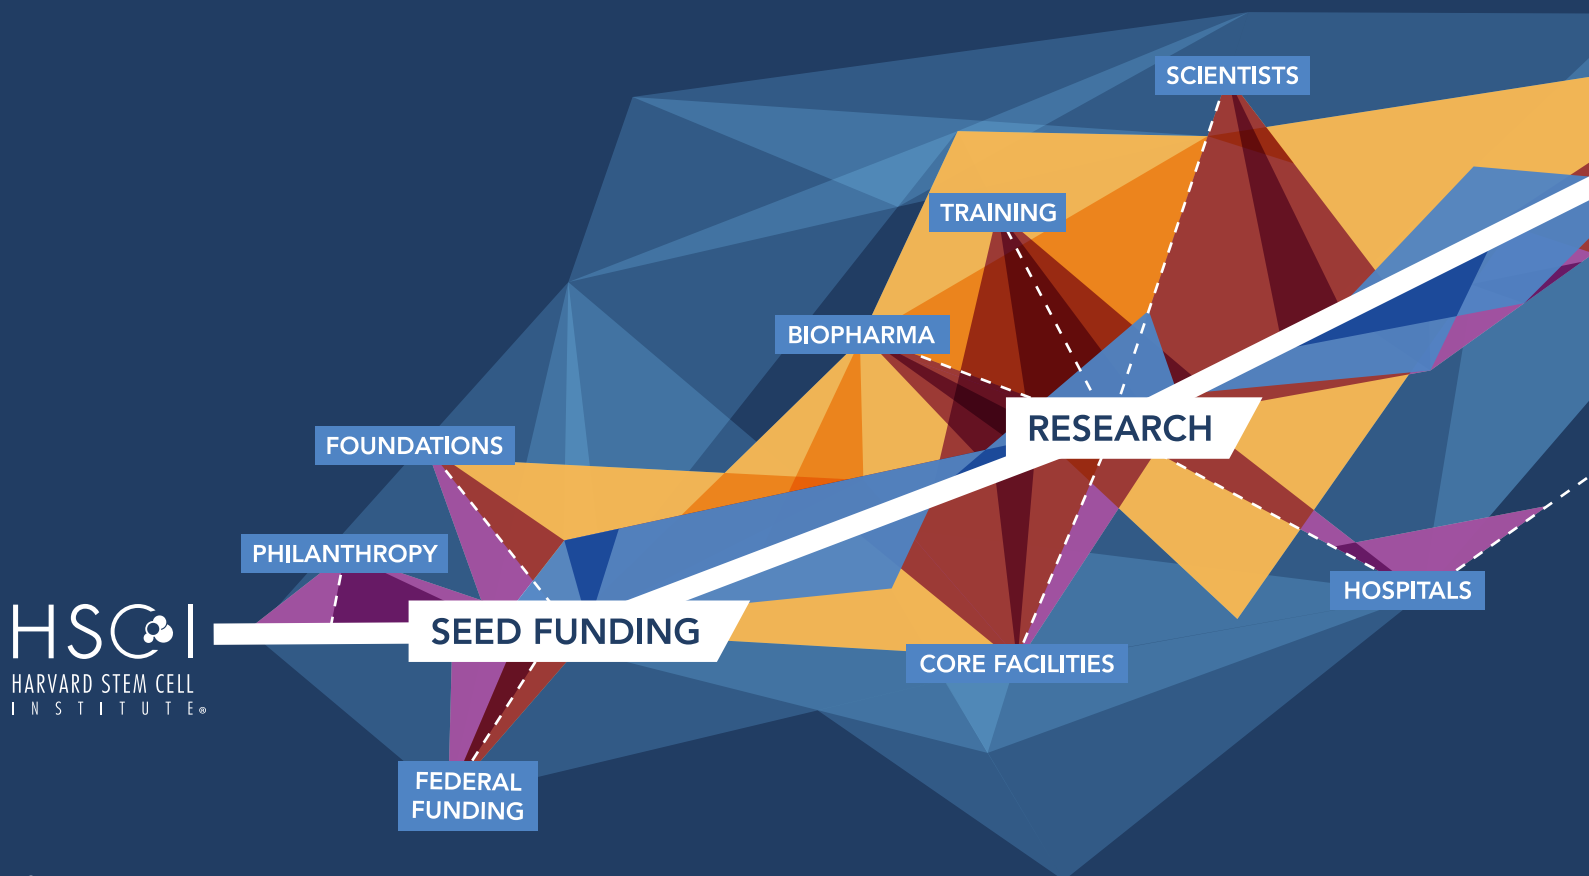 SCIENTISTS
TRAINING
BIOPHARMA
RESEARCH
FOUNDATIONS
PHILANTHROPY
HOSPITALS
HSCI
HARVARD STEM CELL
INSTITUTE®
SEED FUNDING
CORE FACILITIES
FEDERAL
FUNDING